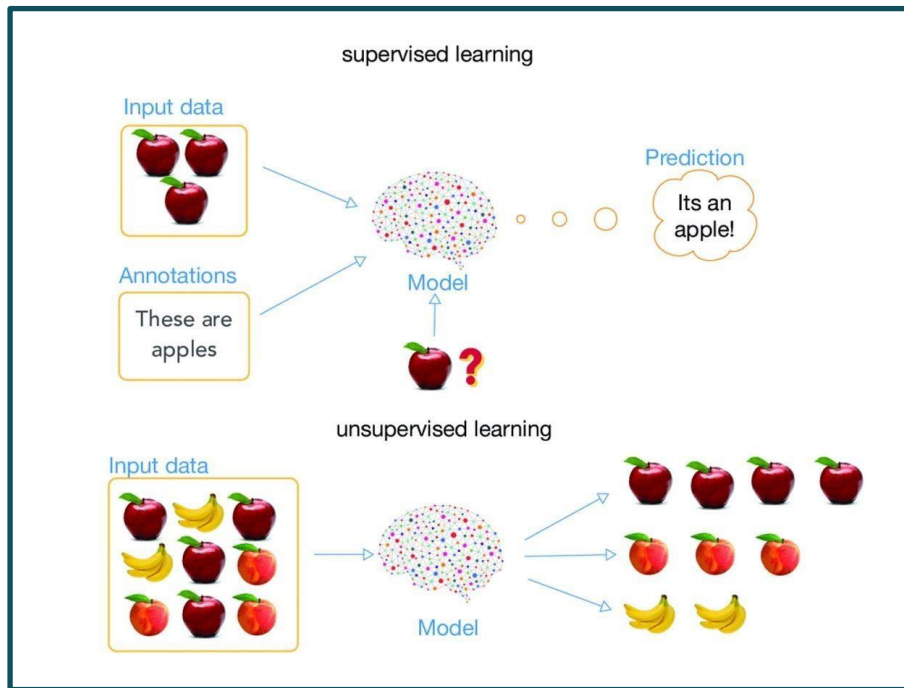 supervised learning
Input data
Prediction
Its an
apple!
Annotations
These are
apples
Model
?
unsupervised learning
Input data
Model